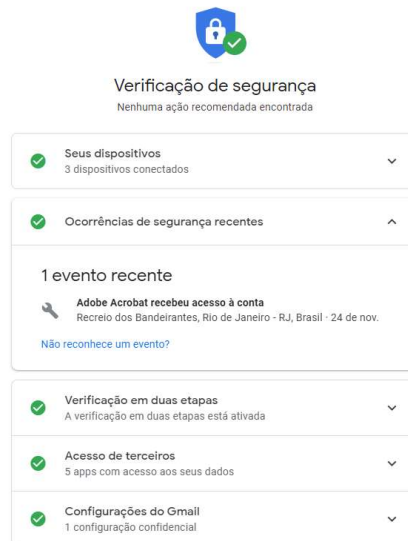 Verificação de segurança
Nenhuma ação recomendada encontrada
Seus dispositivos
3 dispositivos conectados
Ocorrências de segurança recentes
1 evento recente
Adobe Acrobat recebeu acesso à conta
Recreio dos Bandeirantes, Rio de Janeiro - RJ, Brasil · 24 de nov.
Não reconhece um evento?
Verificação em duas etapas
A verificação em duas etapas está ativada
Acesso de terceiros
5 apps com acesso aos seus dados
Configurações do Gmail
1 configuração confidencial